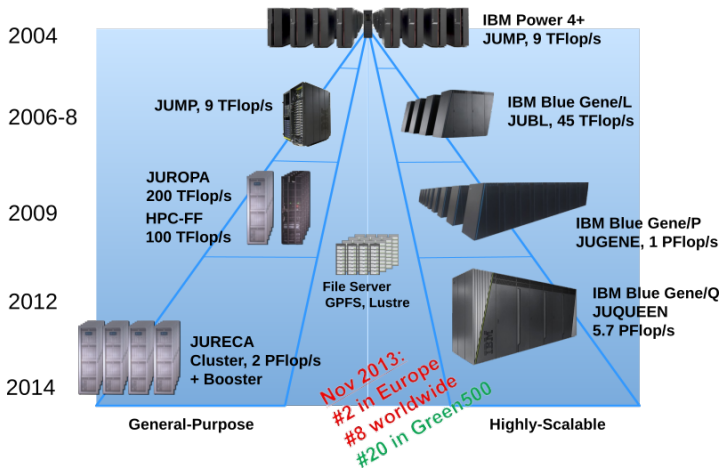 2004
IBM Power 4+
JUMP, 9 TFlop/s
2006-8
JUMP, 9 TFlop/s
IBM Blue Gene/L
JUBL, 45 TFlop/s
2009
JUROPA
200 TFlop/s
HPC-FF
100 TFlop/s
IBM Blue Gene/P
JUGENE, 1 PFlop/s
File Server
GPFS, Lustre
2012
IBM Blue Gene/Q
JUQUEEN
5.7 PFlop/s
IBM
JURECA
Cluster, 2 PFlop/s
+ Booster
2014
Nov 2013:
#2 in Europe
#8 worldwide
#20 in Green500
General-Purpose
Highly-Scalable